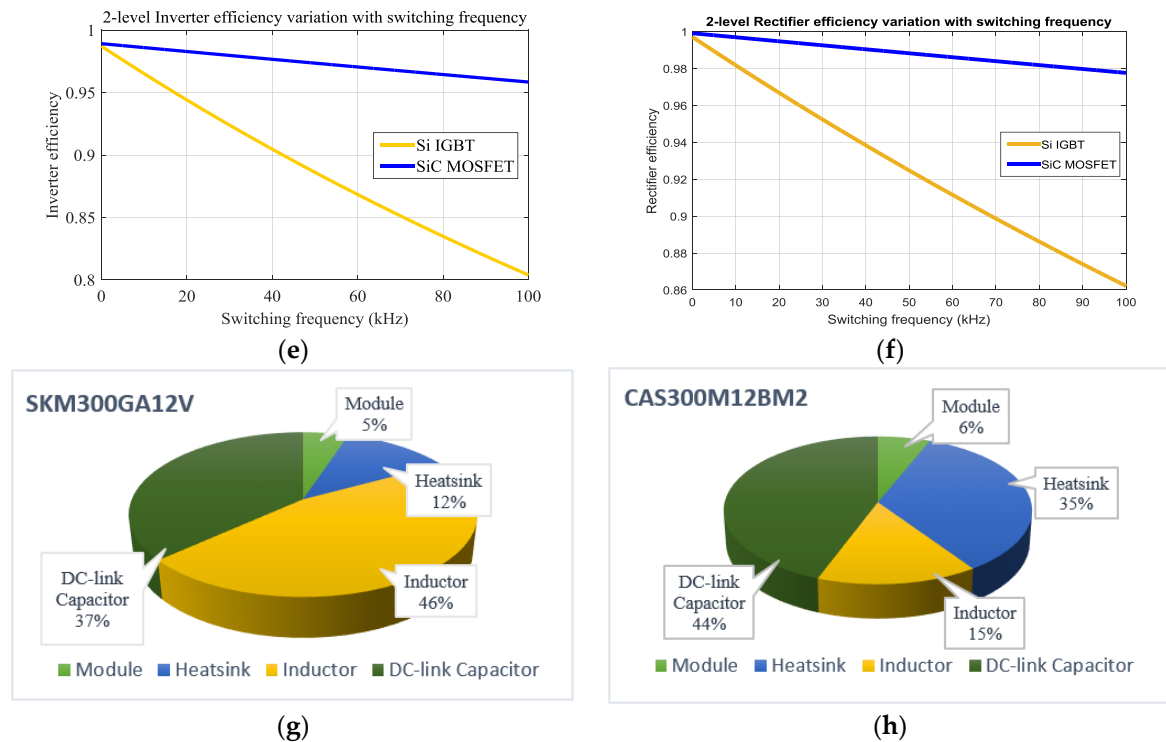 2-level Inverter efficiency variation with switching frequency
1
0.95
0.9
0.85
0.8
Inverter efficiency
Si IGBT
SiC MOSFET
0
20
40
60
80
100
Switching frequency (kHz)
(e)
2-level Rectifier efficiency variation with switching frequency
1
0.98
0.96
0.94
0.92
0.9
0.88
0.86
Rectifier efficiency
Si IGBT
SiC MOSFET
0
10
20
30
40
50
60
70
80
90
100
Switching frequency (kHz)
(f)
SKM300GA12V
Module
5%
Heatsink
12%
DC-link
Capacitor
37%
Inductor
46%
Module
Heatsink
Inductor
DC-link Capacitor
(g)
CAS300M12BM2
Module
6%
Heatsink
35%
DC-link
Capacitor
44%
Inductor
15%
Module
Heatsink
Inductor
DC-link Capacitor
(h)